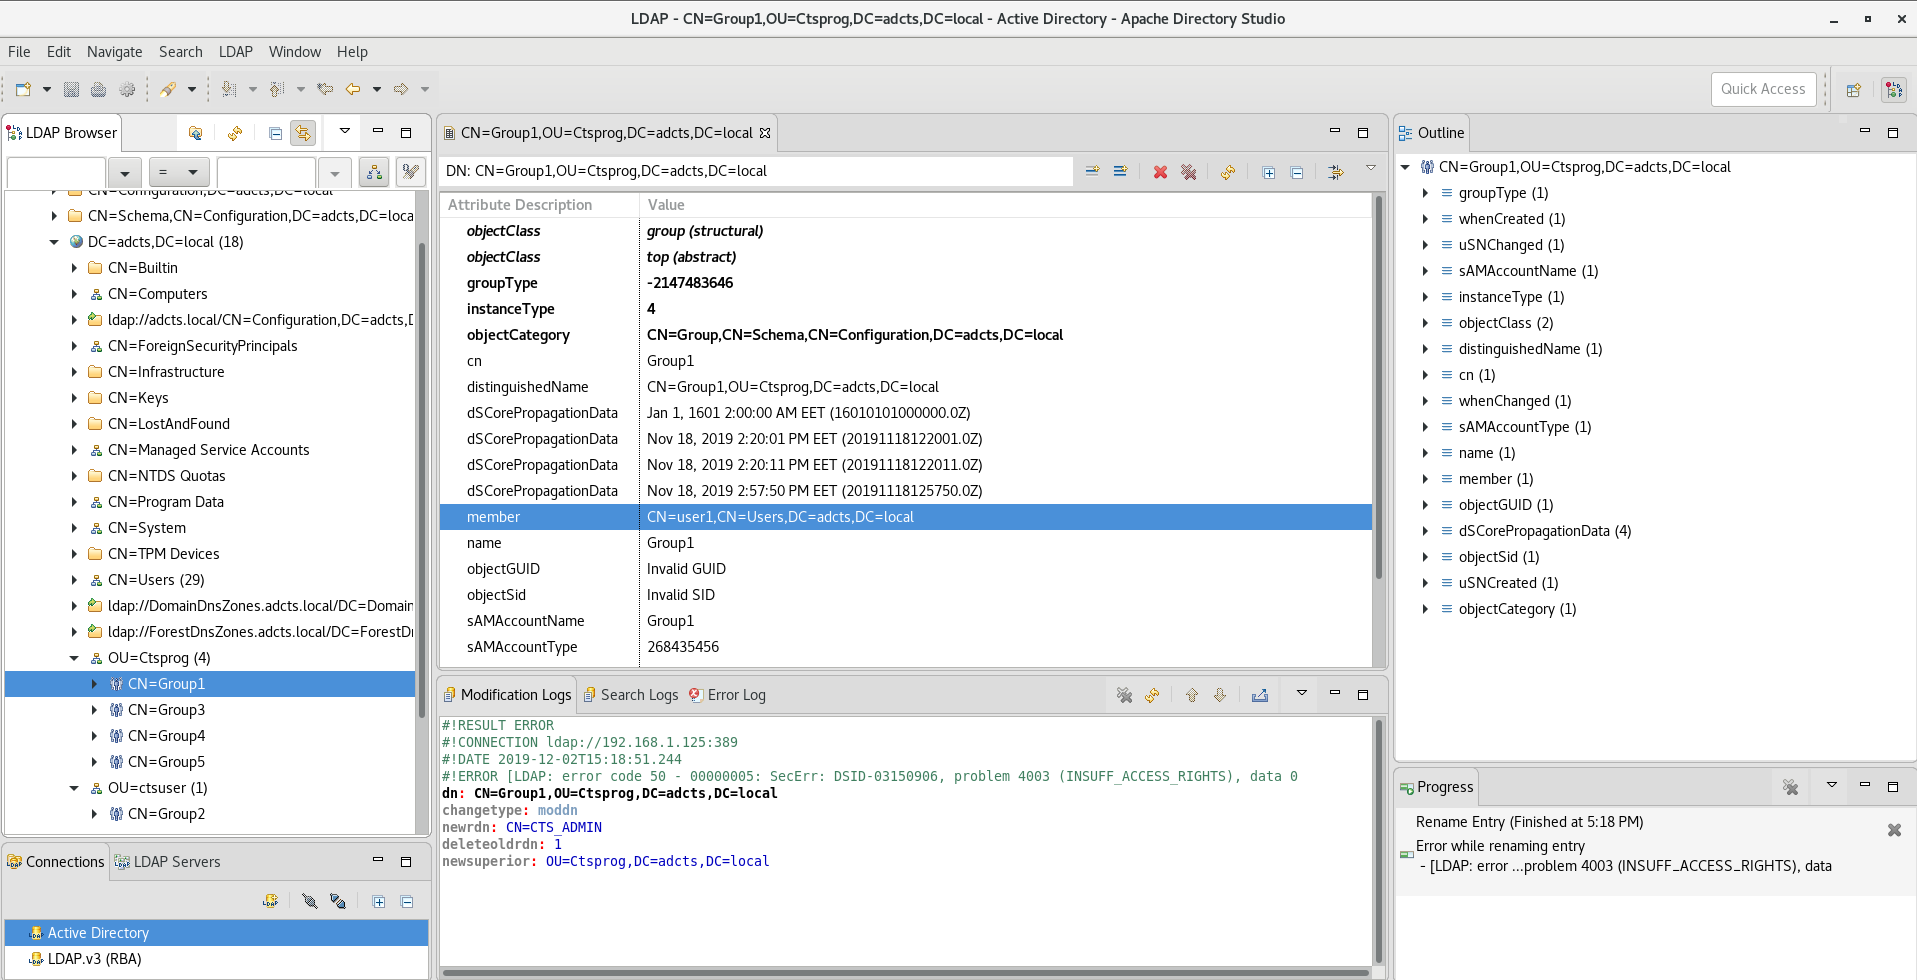 LDAP - CN=Group1,OU=Ctsprog,DC=adcts,DC=local - Active Directory - Apache Directory Studio
File Edit Navigate Search LDAP Window Help
Quick Access
LDAP Browser
=
CN=Configuration,DC=adcts,DC=local
CN=Schema,CN=Configuration,DC=adcts,DC=loca
DC=adcts,DC=local (18)
CN=Builtin
CN=Computers
ldap://adcts.local/CN=Configuration,DC=adcts,D
CN=ForeignSecurityPrincipals
CN=Infrastructure
CN=Keys
CN=LostAndFound
CN=Managed Service Accounts
CN=NTDS Quotas
CN=Program Data
CN=System
CN=TPM Devices
CN=Users (29)
ldap://DomainDnsZones.adcts.local/DC=Domain
ldap://ForestDnsZones.adcts.local/DC=ForestD
OU=Ctsprog (4)
CN=Group1
CN=Group3
CN=Group4
CN=Group5
OU=ctsuser (1)
CN=Group2
Connections LDAP Servers
Active Directory
LDAP.v3 (RBA)
CN=Group1,OU=Ctsprog,DC=adcts,DC=local
DN: CN=Group1,OU=Ctsprog,DC=adcts,DC=local
Attribute Description Value
objectClass group (structural)
objectClass top (abstract)
groupType -2147483646
instanceType 4
objectCategory CN=Group,CN=Schema,CN=Configuration,DC=adcts,DC=local
cn Group1
distinguishedName CN=Group1,OU=Ctsprog,DC=adcts,DC=local
dSCorePropagationData Jan 1, 1601 2:00:00 AM EET (16010101000000.0Z)
dSCorePropagationData Nov 18, 2019 2:20:01 PM EET (20191118122001.0Z)
dSCorePropagationData Nov 18, 2019 2:20:11 PM EET (20191118122011.0Z)
dSCorePropagationData Nov 18, 2019 2:57:50 PM EET (20191118125750.0Z)
member CN=user1,CN=Users,DC=adcts,DC=local
name Group1
objectGUID Invalid GUID
objectSid Invalid SID
sAMAccountName Group1
sAMAccountType 268435456
Modification Logs Search Logs Error Log
#!RESULT ERROR
#!CONNECTION ldap://192.168.1.125:389
#!DATE 2019-12-02T15:18:51.244
#!ERROR [LDAP: error code 50 - 00000005: SecErr: DSID-03150906, problem 4003 (INSUFF_ACCESS_RIGHTS), data 0
dn: CN=Group1,OU=Ctsprog,DC=adcts,DC=local
changetype: moddn
newrdn: CN=CTS_ADMIN
deleteoldrdn: 1
newsuperior: OU=Ctsprog,DC=adcts,DC=local
Outline
CN=Group1,OU=Ctsprog,DC=adcts,DC=local
groupType (1)
whenCreated (1)
uSNChanged (1)
sAMAccountName (1)
instanceType (1)
objectClass (2)
distinguishedName (1)
cn (1)
whenChanged (1)
sAMAccountType (1)
name (1)
member (1)
objectGUID (1)
dSCorePropagationData (4)
objectSid (1)
uSNCreated (1)
objectCategory (1)
Progress
Rename Entry (Finished at 5:18 PM)
Error while renaming entry
- [LDAP: error ...problem 4003 (INSUFF_ACCESS_RIGHTS), data